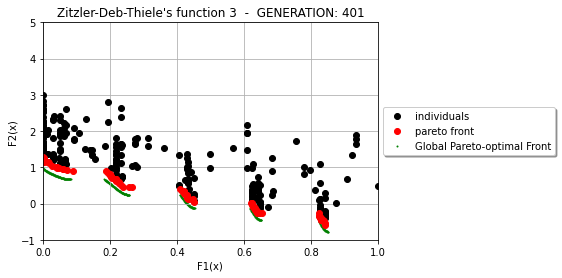 Zitzler-Deb-Thiele's function 3 - GENERATION: 401
5
4
3
2
1
0
−1
F2(x)
0.0 0.2 0.4 0.6 0.8 1.0
F1(x)
individuals
pareto front
Global Pareto-optimal Front